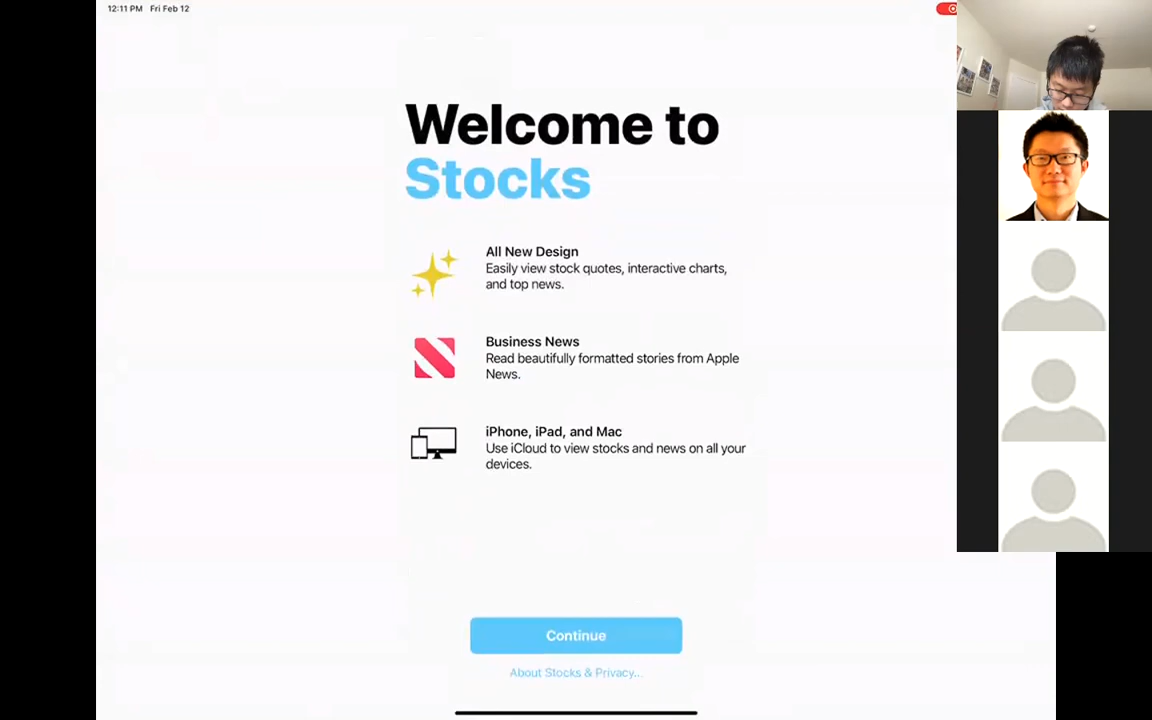 12:11 PM Fri Feb 12
Welcome to
Stocks
All New Design
Easily view stock quotes, interactive charts,
and top news.
Business News
Read beautifully formatted stories from Apple
News.
iPhone, iPad, and Mac
Use iCloud to view stocks and news on all your
devices.
Continue
About Stocks & Privacy...